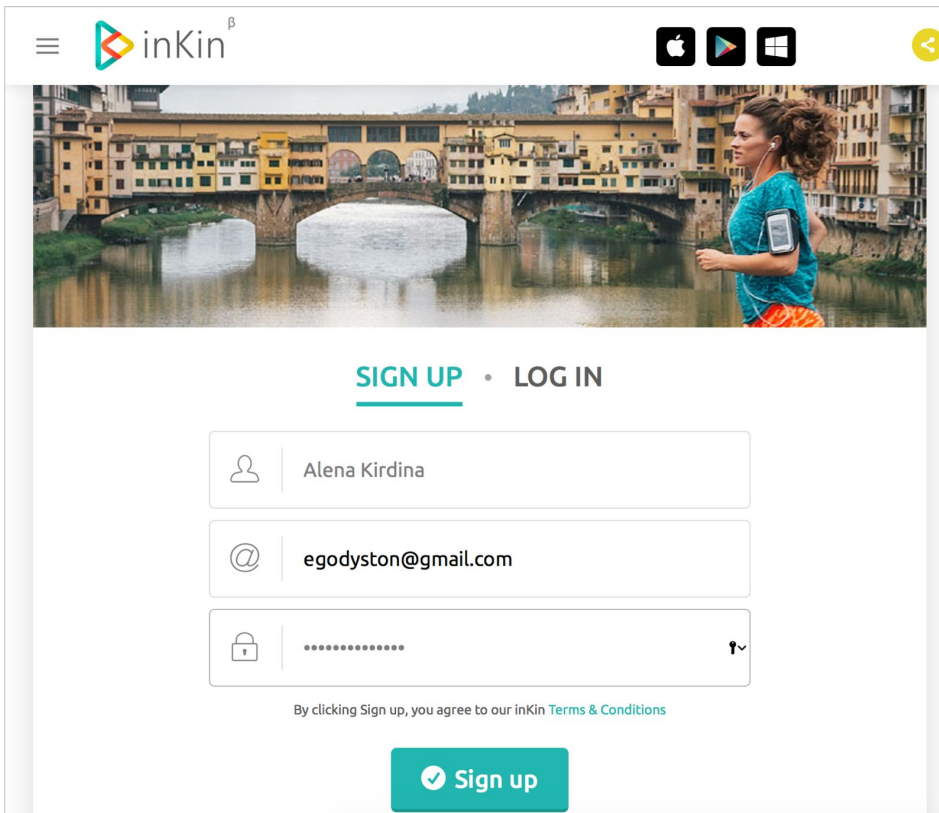 inKin β
SIGN UP • LOG IN
Alena Kirdina
@ egodyston@gmail.com
••••••••••••••
By clicking Sign up, you agree to our inKin Terms & Conditions
Sign up